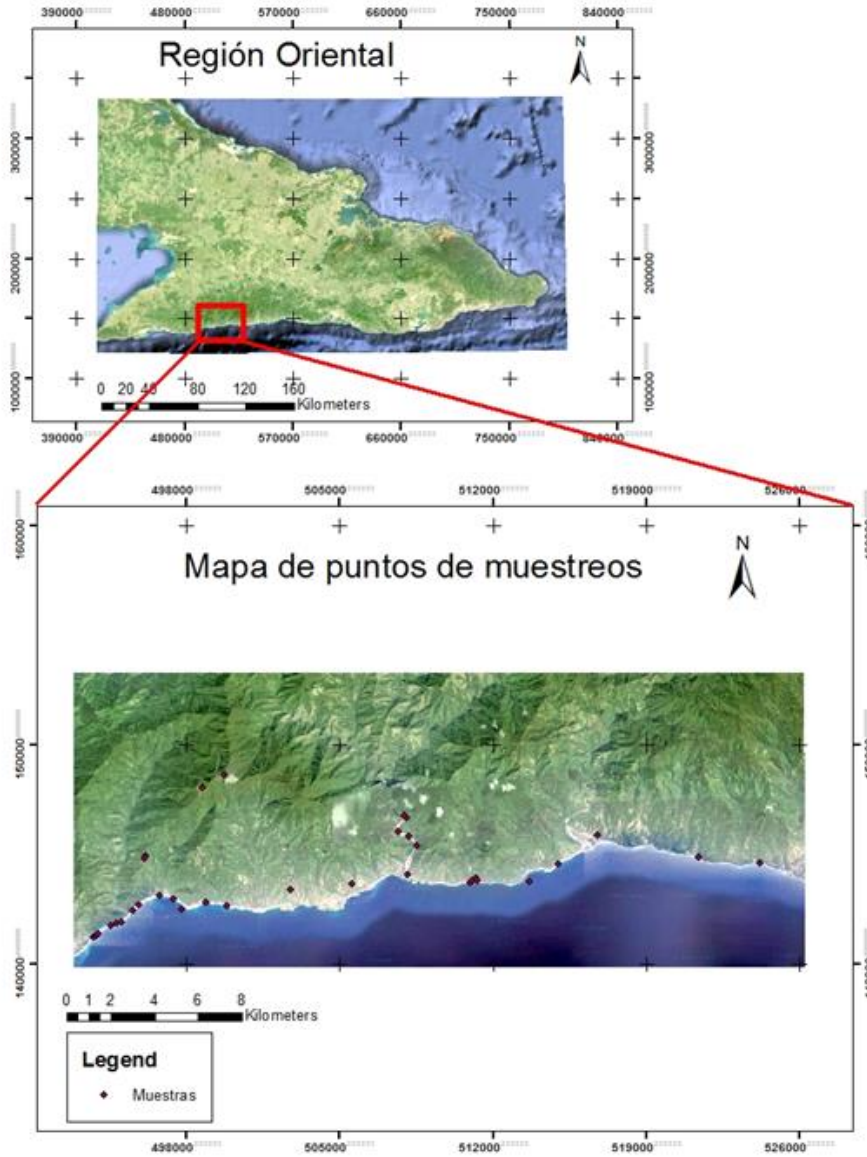 390000 480000 570000 660000 750000 840000
Región Oriental
N
300000
200000
100000
0 20 40 80 120 160
Kilometers
390000 480000 570000 660000 750000 840000
498000 505000 512000 519000 526000
160000
150000
140000
Mapa de puntos de muestreos
N
0 1 2 4 6 8
Kilometers
Legend
Muestras
498000 505000 512000 519000 526000